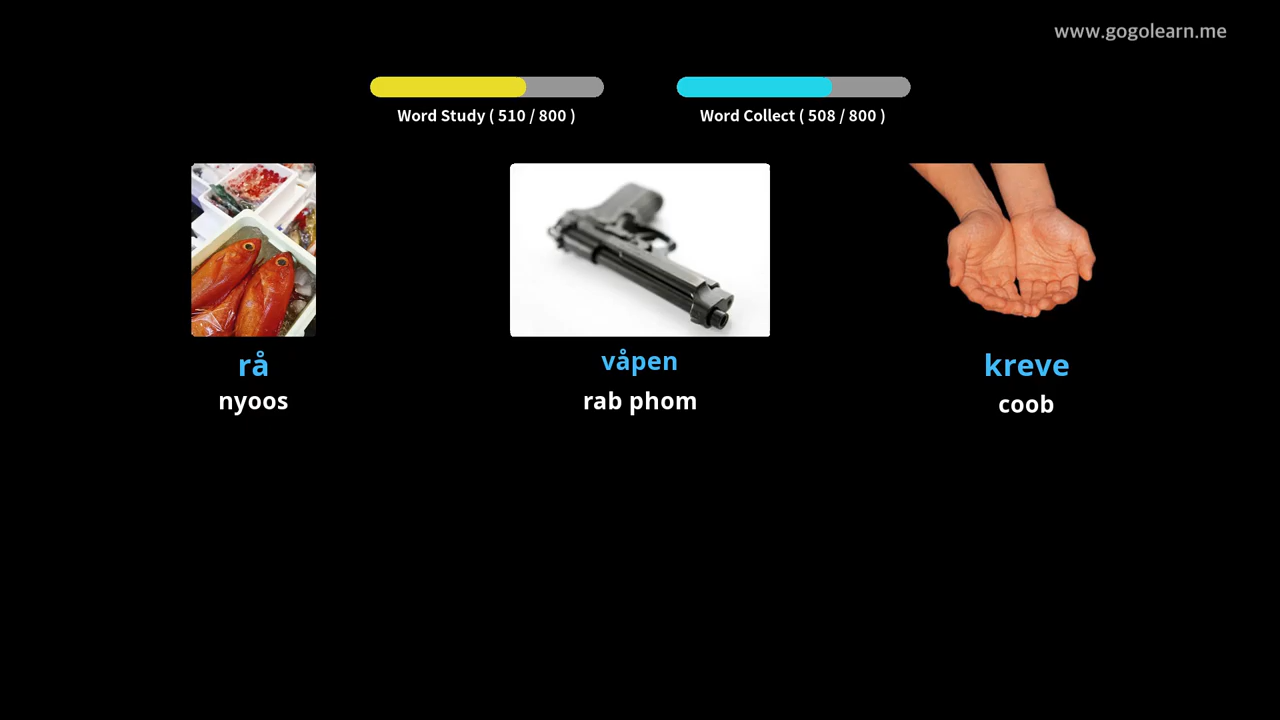 www.gogolearn.me
Word Study ( 510 / 800 )
Word Collect ( 508 / 800 )
rå
våpen
kreve
nyoos
rab phom
coob